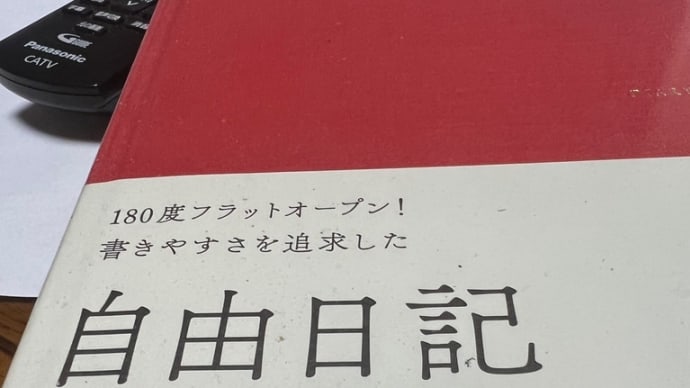 Panasonic
CATV
180度フラットオープン!
書きやすさを追求した
自由日記